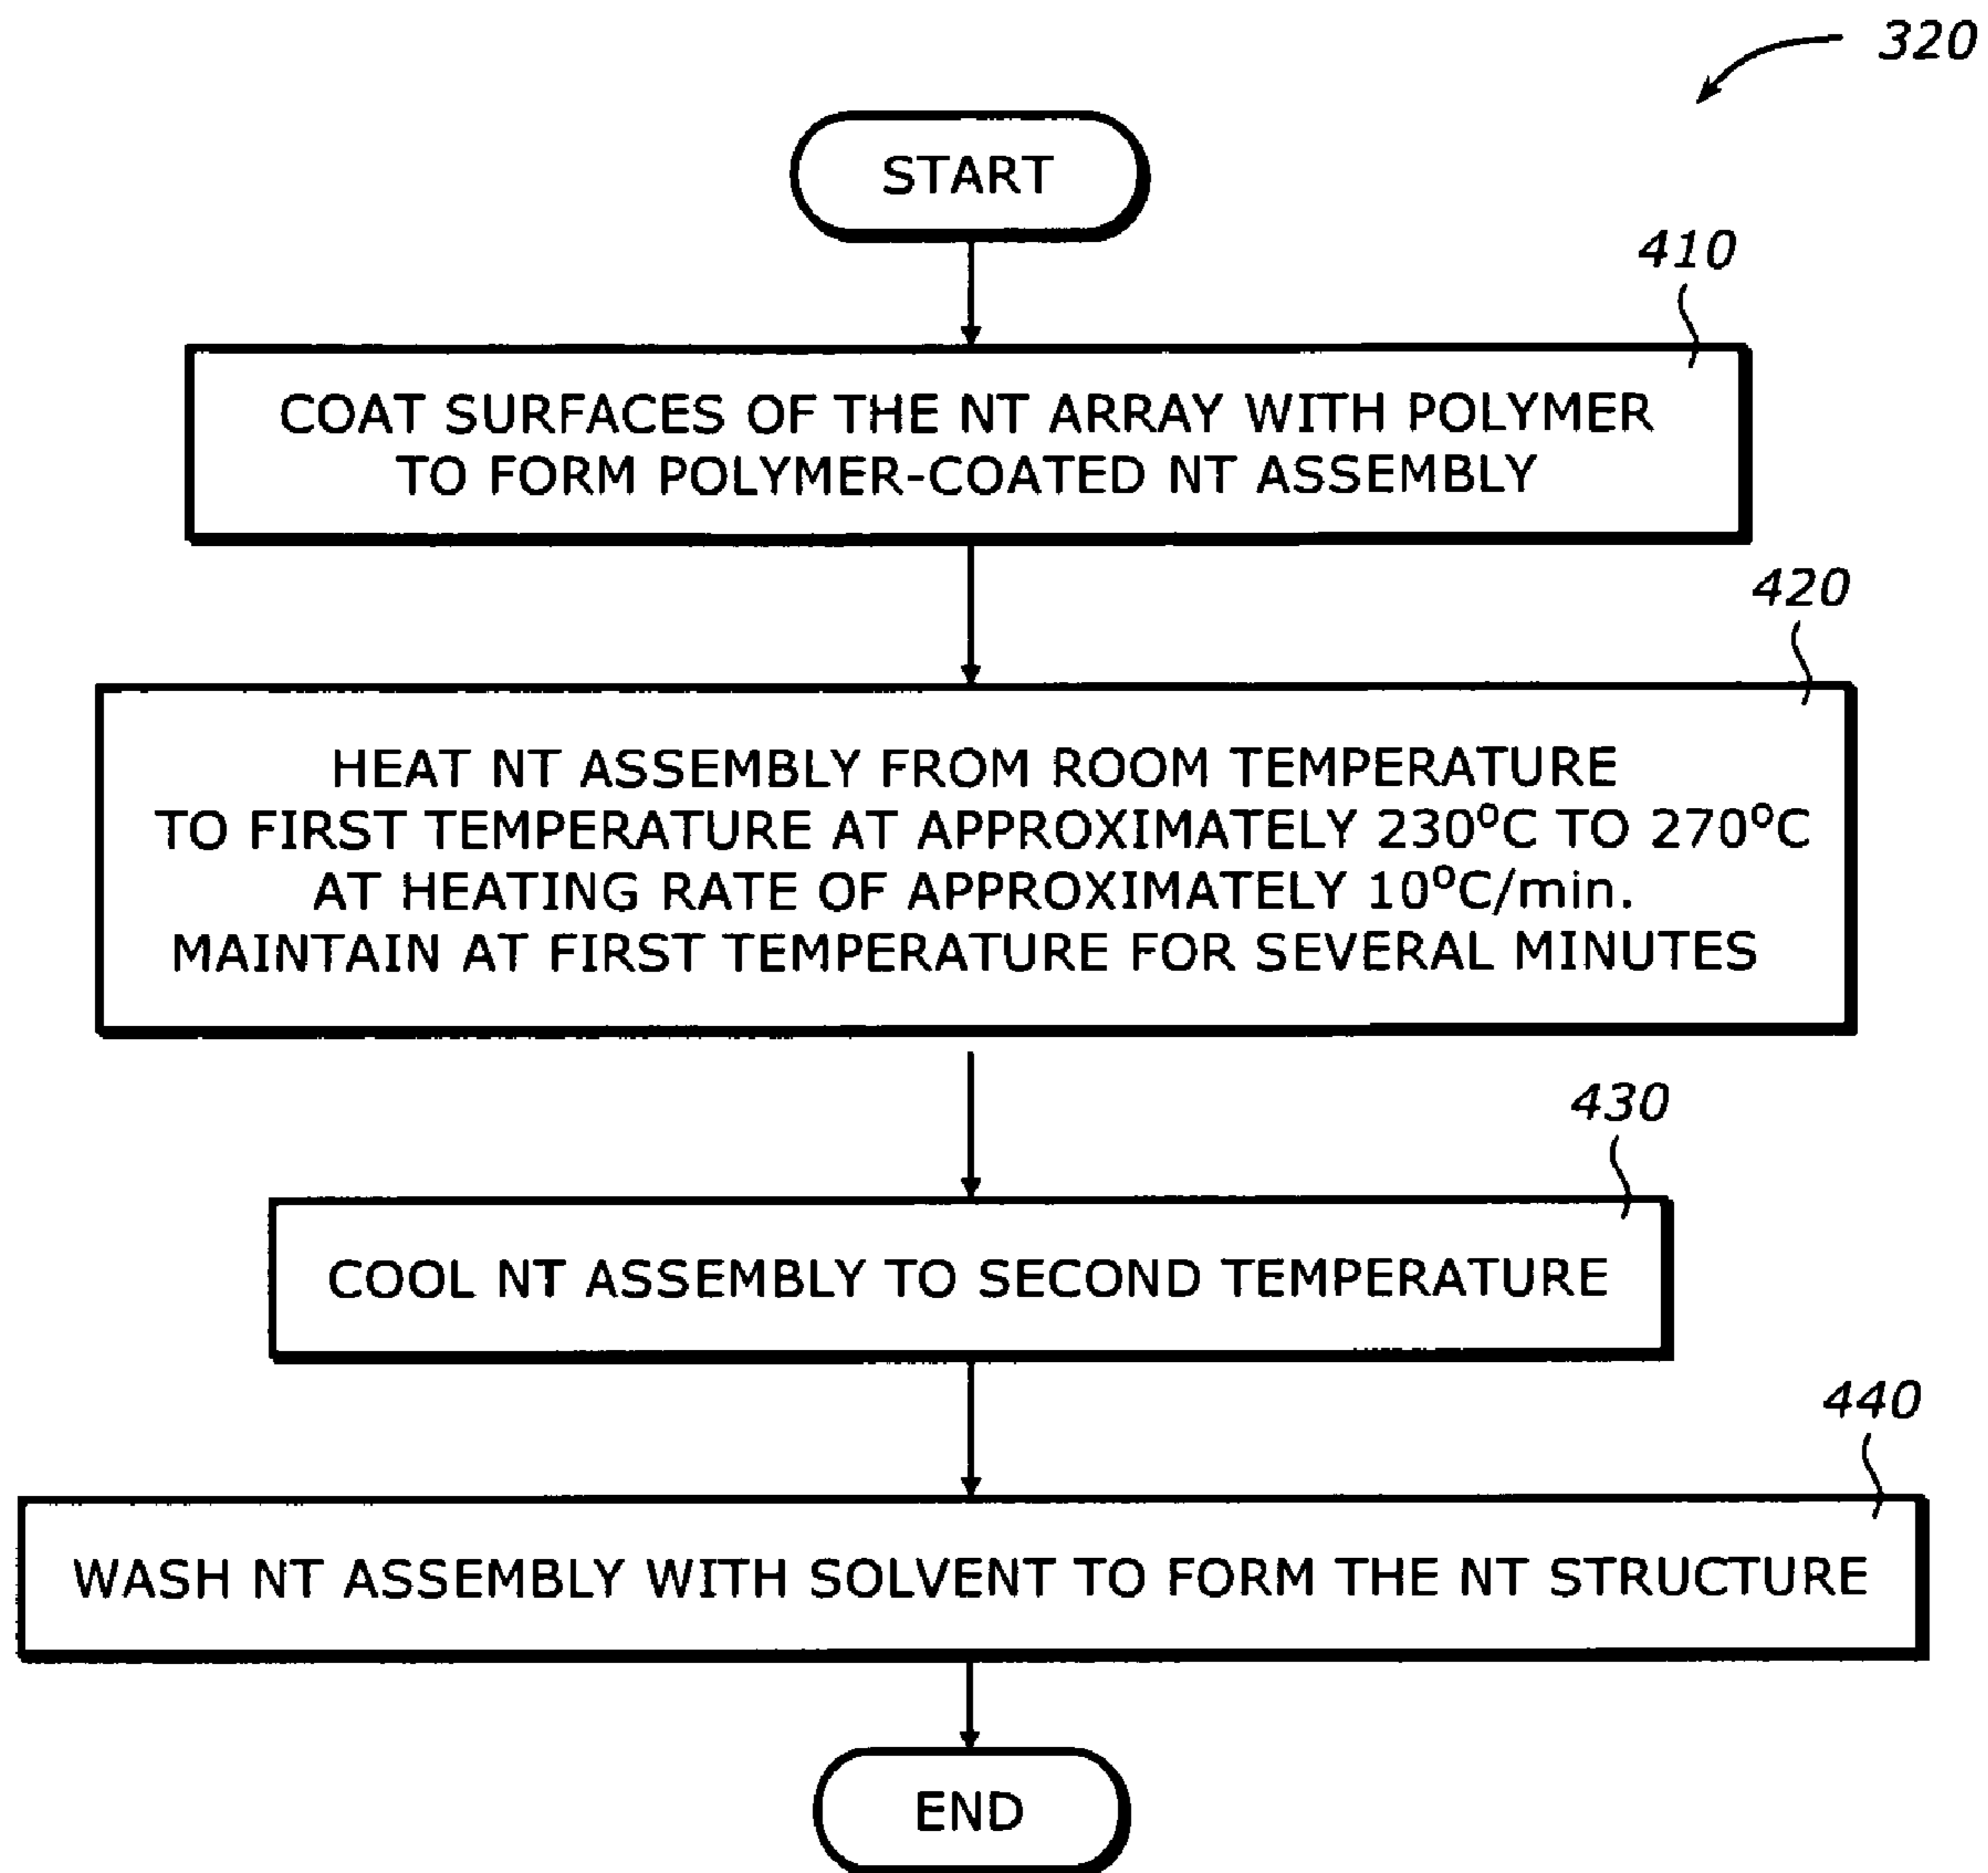 320
START
410
COAT SURFACES OF THE NT ARRAY WITH POLYMER
TO FORM POLYMER-COATED NT ASSEMBLY
420
HEAT NT ASSEMBLY FROM ROOM TEMPERATURE
TO FIRST TEMPERATURE AT APPROXIMATELY 230ºC TO 270ºC
AT HEATING RATE OF APPROXIMATELY 10ºC/min.
MAINTAIN AT FIRST TEMPERATURE FOR SEVERAL MINUTES
430
COOL NT ASSEMBLY TO SECOND TEMPERATURE
440
WASH NT ASSEMBLY WITH SOLVENT TO FORM THE NT STRUCTURE
END